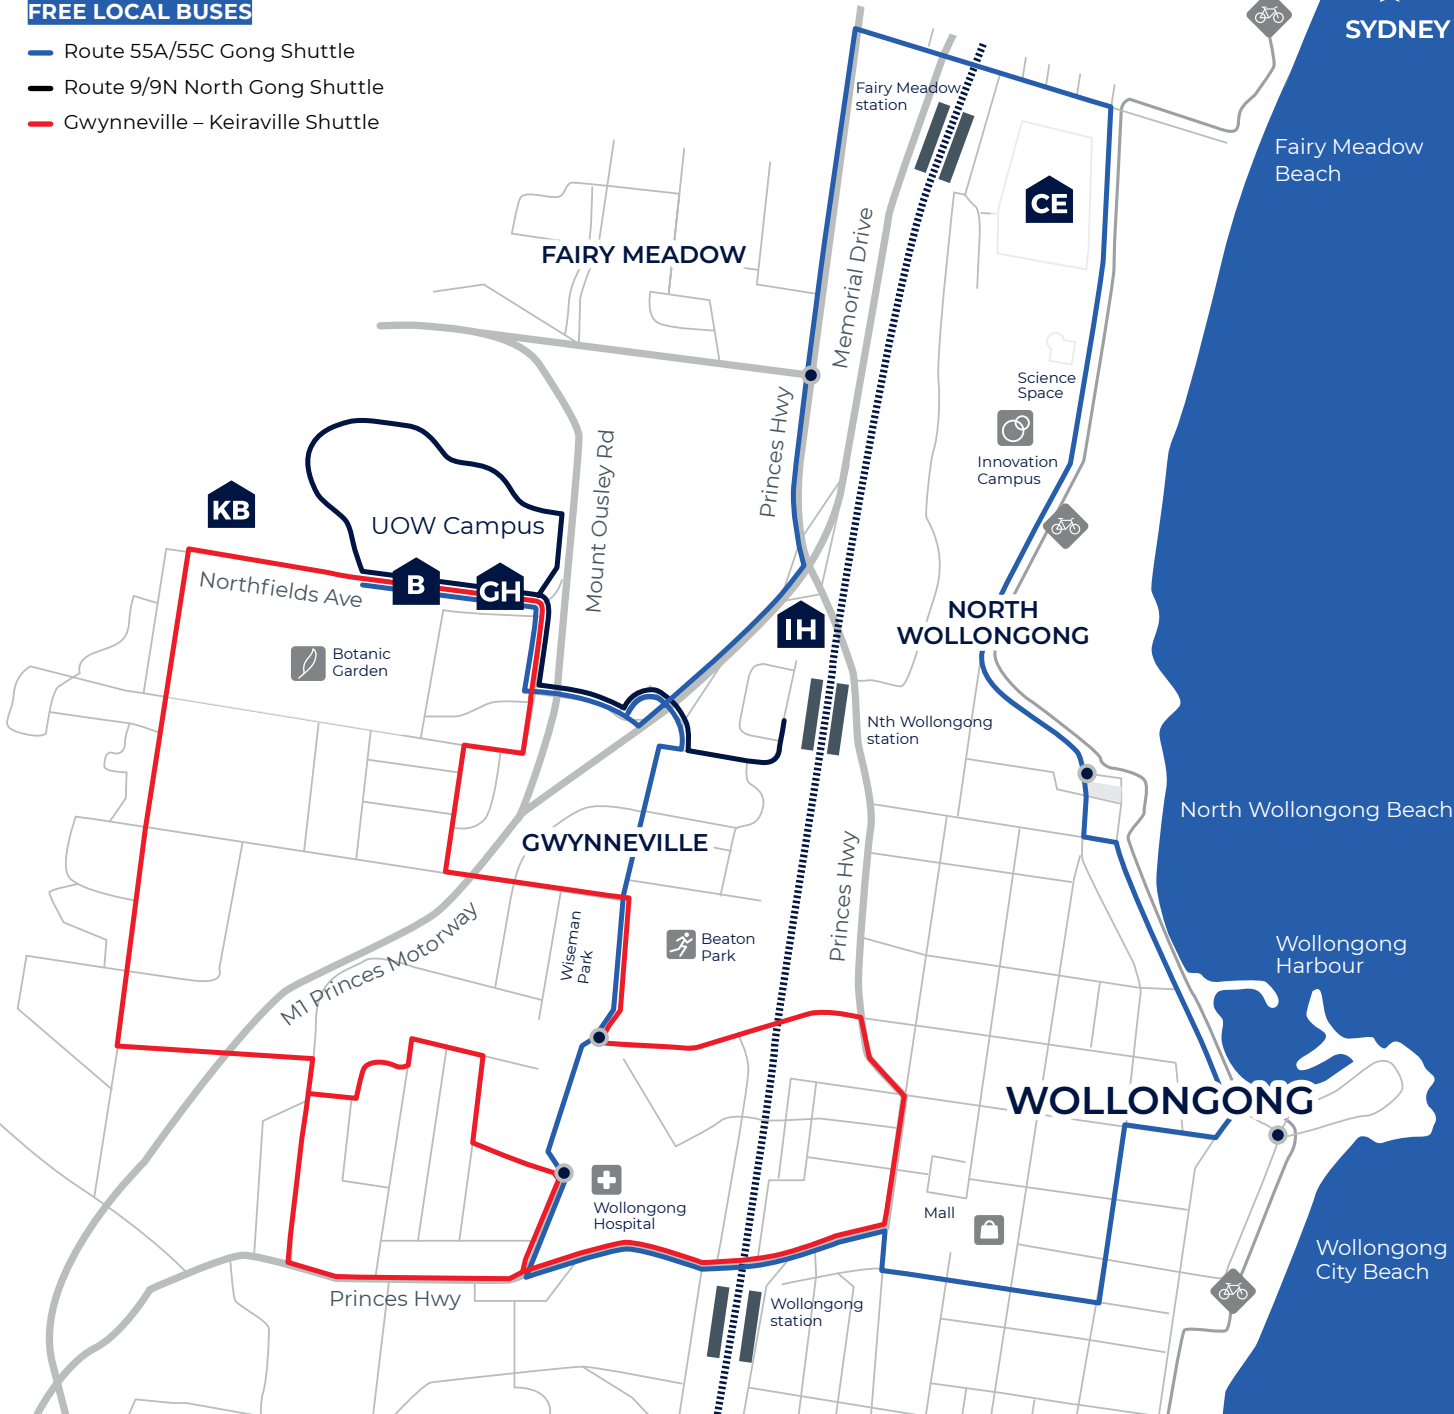 FREE LOCAL BUSES
Route 55A/55C Gong Shuttle
Route 9/9N North Gong Shuttle
Gwynneville – Keiraville Shuttle
SYDNEY
Fairy Meadow
station
Fairy Meadow
Beach
CE
FAIRY MEADOW
Memorial Drive
Science
Space
Princes Hwy
Innovation
Campus
Mount Ousley Rd
KB
UOW Campus
Northfields Ave
B
GH
IH
NORTH
WOLLONGONG
Botanic
Garden
Nth Wollongong
station
North Wollongong Beach
GWYNNEVILLE
Princes Hwy
M1 Princes Motorway
Wiseman
Park
Beaton
Park
Wollongong
Harbour
WOLLONGONG
Wollongong
Hospital
Mall
Wollongong
City Beach
Princes Hwy
Wollongong
station